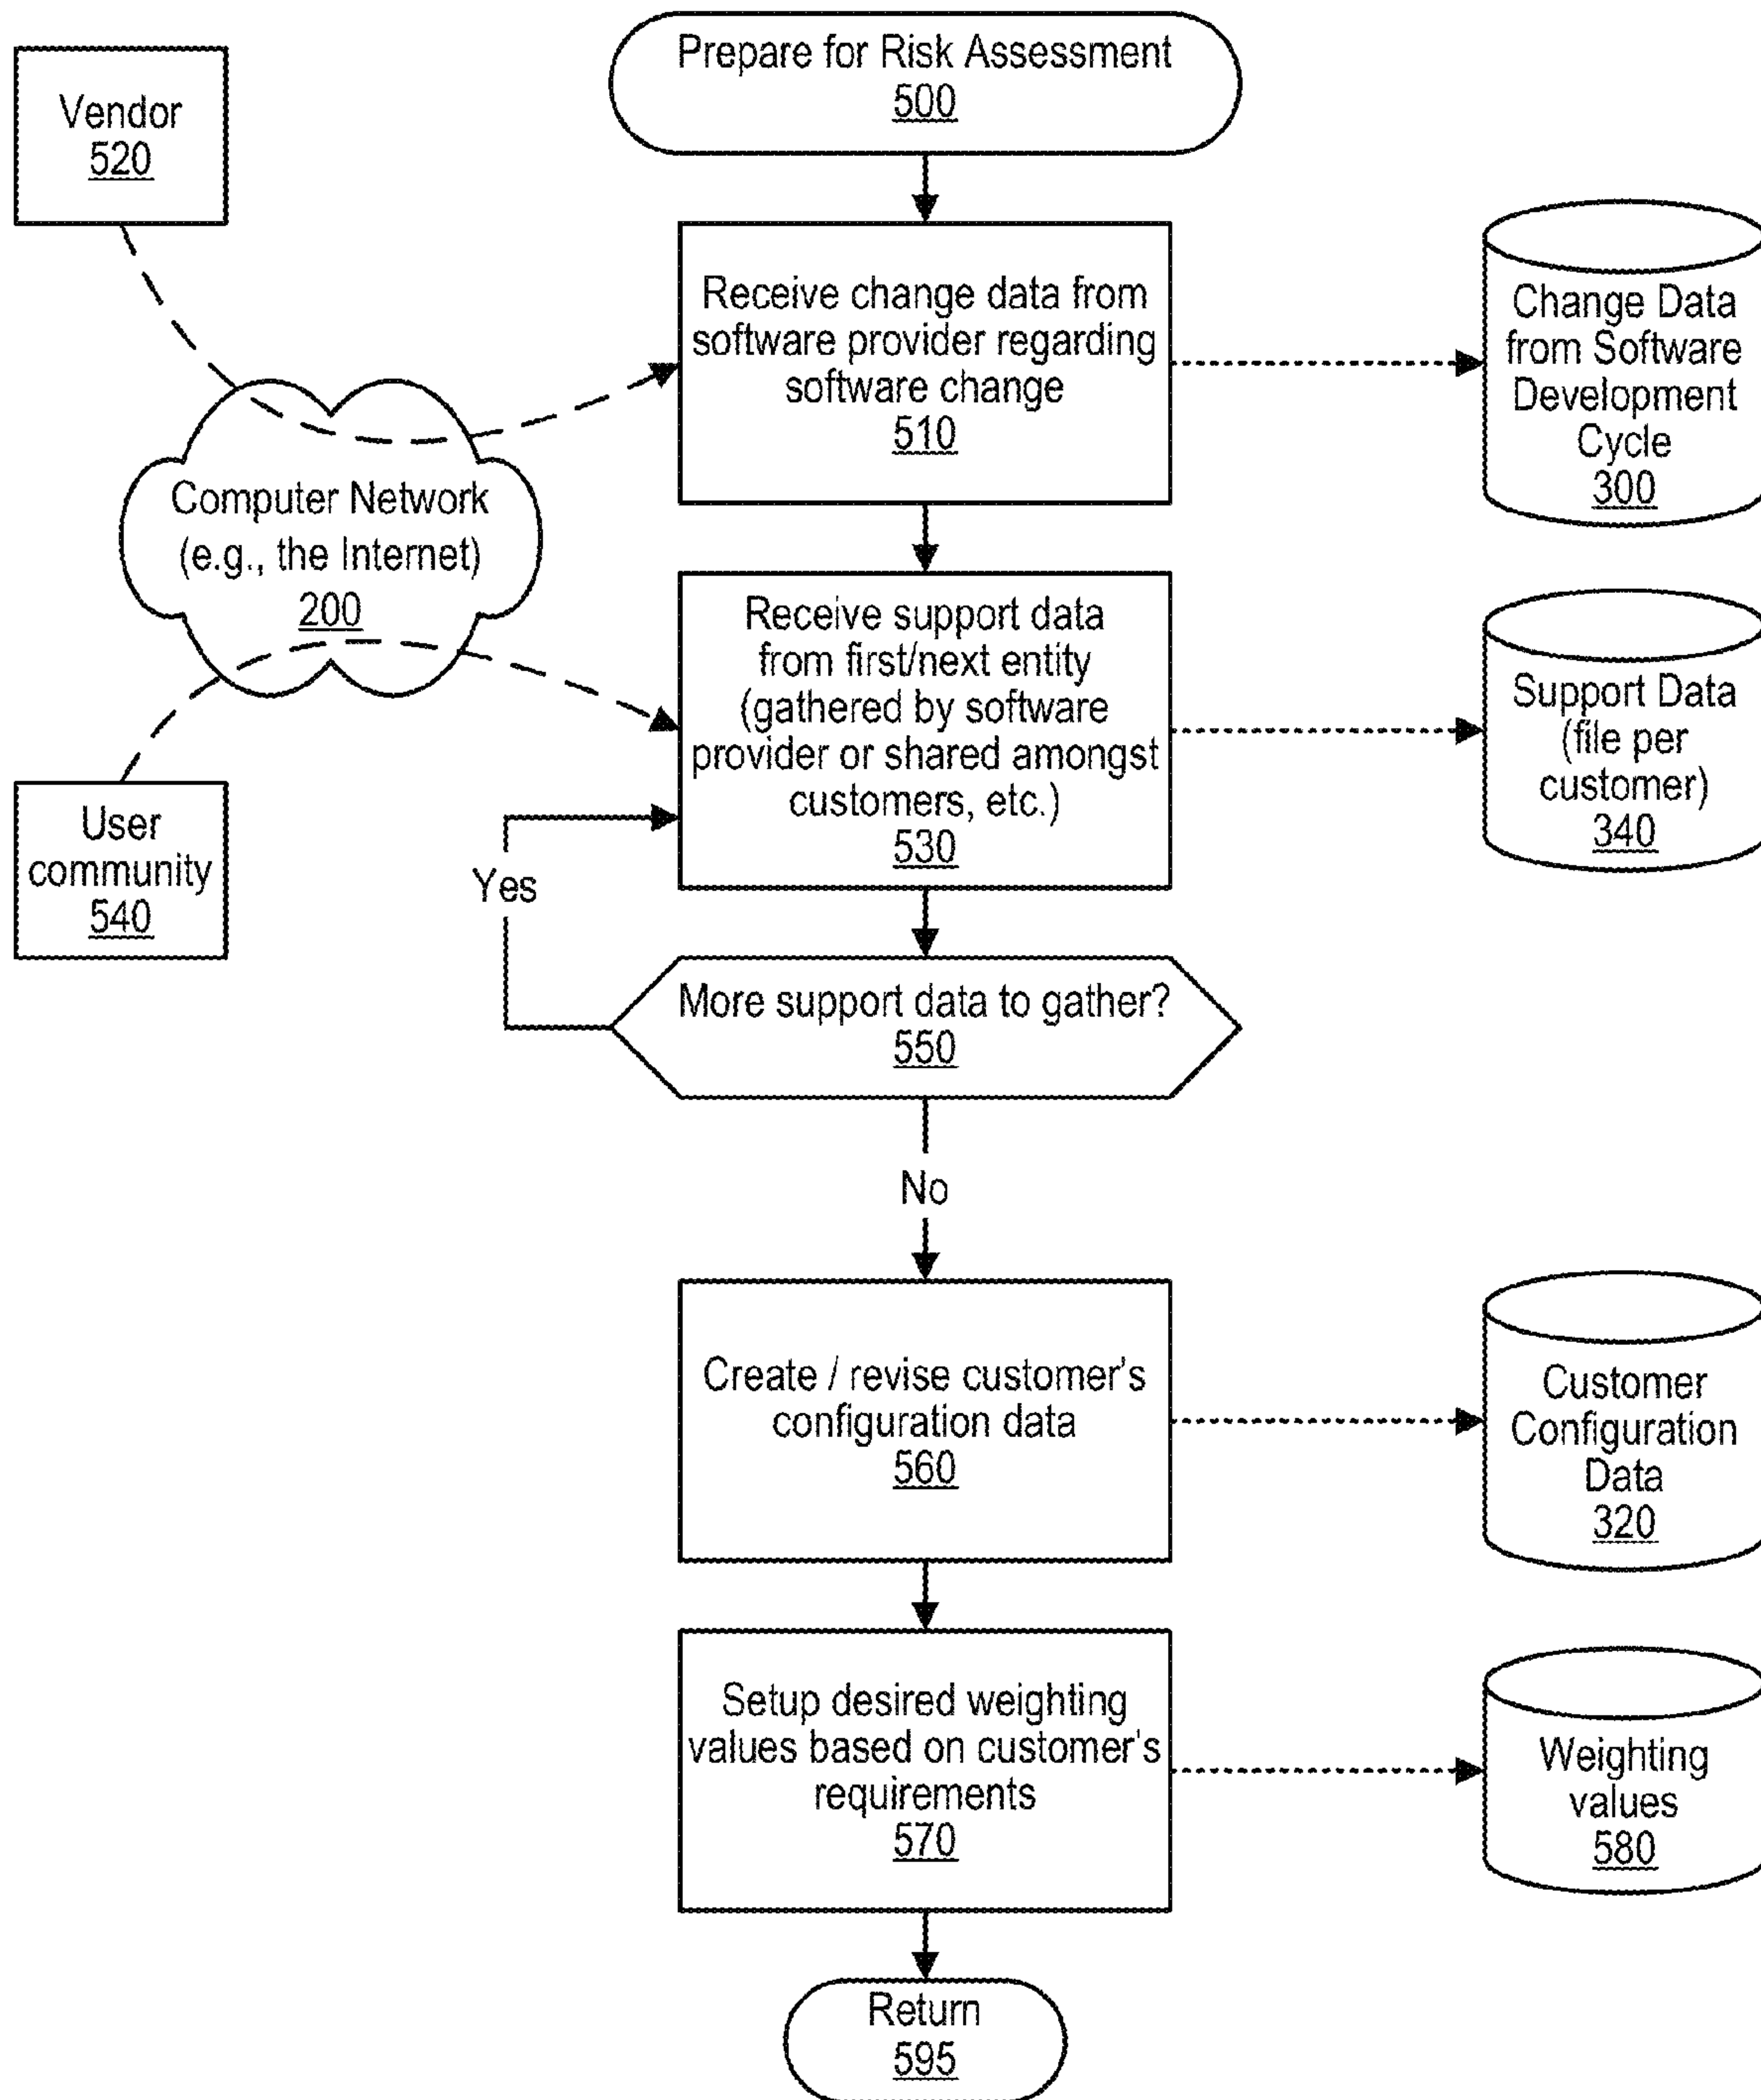 Prepare for Risk Assessment
500
Vendor
520
Receive change data from
software provider regarding
software change
510
Change Data
from Software
Development
Cycle
300
Computer Network
(e.g., the Internet)
200
Receive support data
from first/next entity
(gathered by software
provider or shared amongst
customers, etc.)
530
Support Data
(file per
customer)
340
User
community
540
Yes
More support data to gather?
550
No
Create / revise customer's
configuration data
560
Customer
Configuration
Data
320
Setup desired weighting
values based on customer's
requirements
570
Weighting
values
580
Return
595